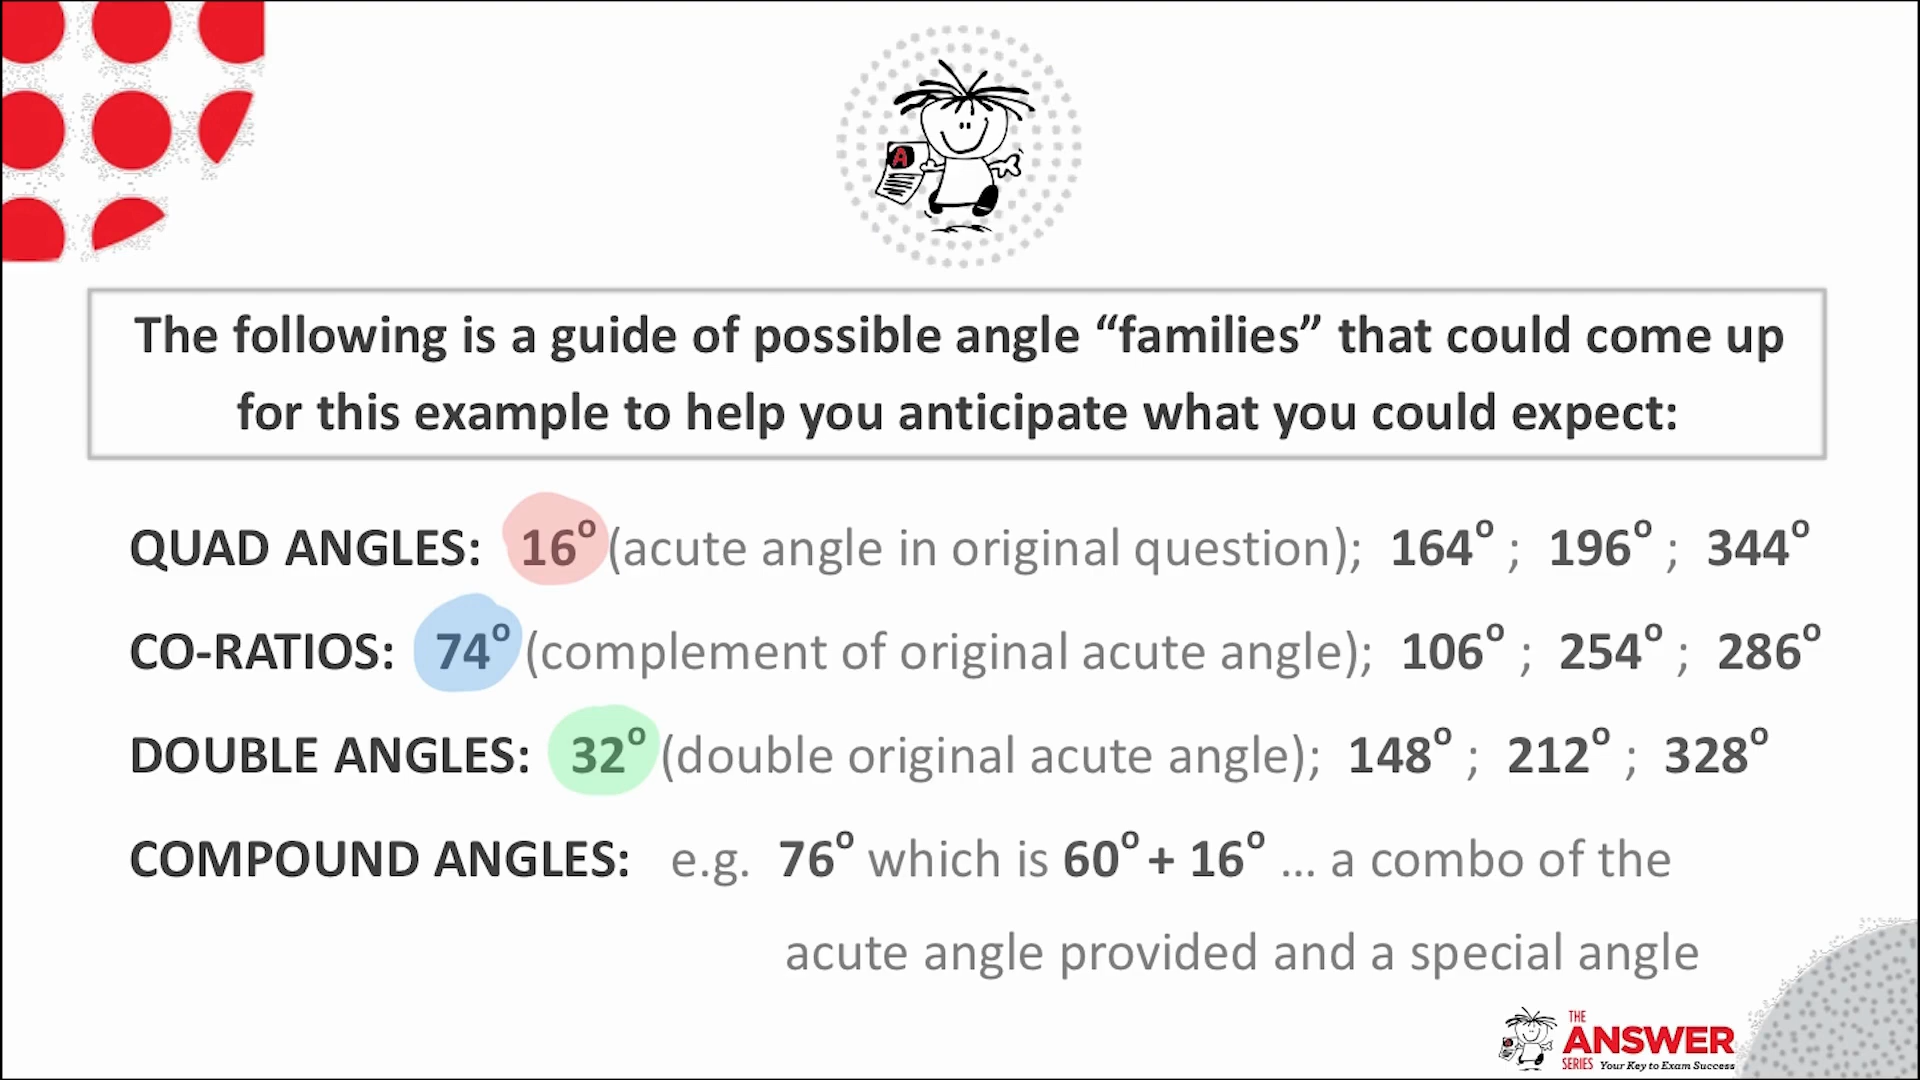 A
The following is a guide of possible angle “families” that could come up
for this example to help you anticipate what you could expect:
QUAD ANGLES: 16° (acute angle in original question); 164° ; 196° ; 344°
CO-RATIOS: 74° (complement of original acute angle); 106° ; 254° ; 286°
DOUBLE ANGLES: 32° (double original acute angle); 148° ; 212° ; 328°
COMPOUND ANGLES: e.g. 76° which is 60° + 16° ... a combo of the
acute angle provided and a special angle
THE
ANSWER
SERIES Your Key to Exam Success